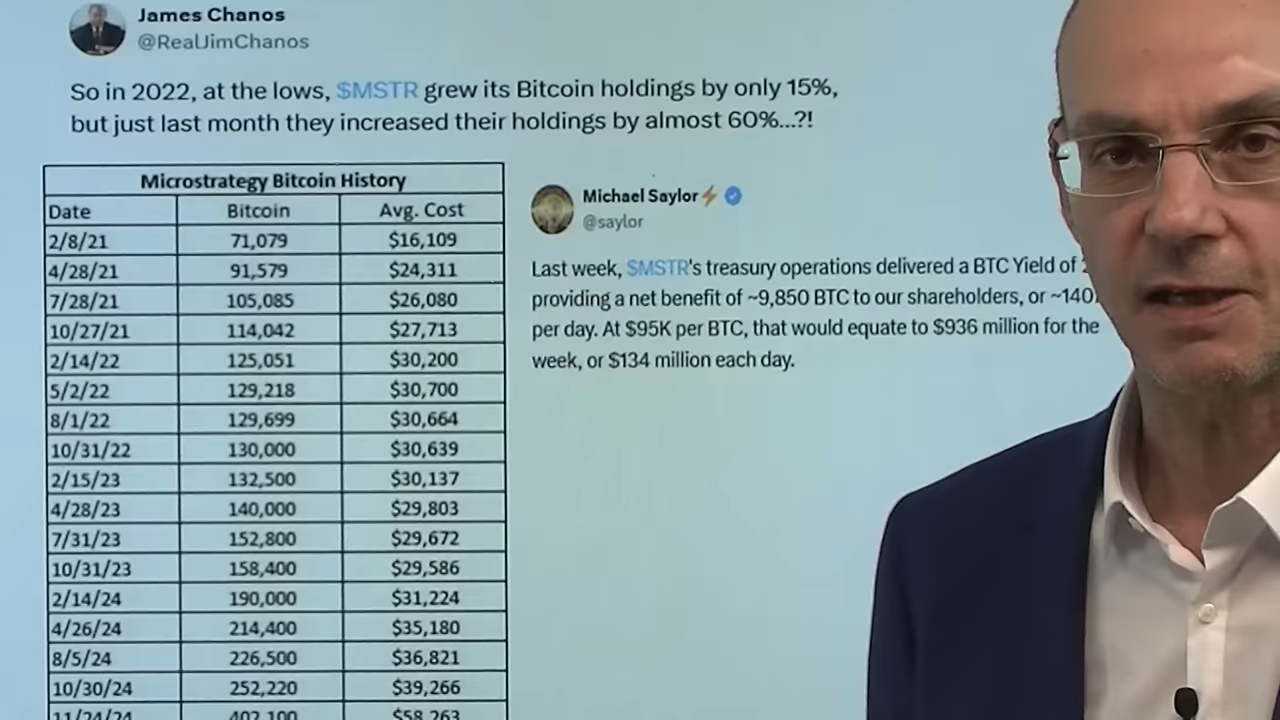 James Chanos
@RealJimChanos
So in 2022, at the lows, $MSTR grew its Bitcoin holdings by only 15%,
but just last month they increased their holdings by almost 60%...?!
Microstrategy Bitcoin History
Date Bitcoin Avg. Cost
2/8/21 71,079 $16,109
4/28/21 91,579 $24,311
7/28/21 105,085 $26,080
10/27/21 114,042 $27,713
2/14/22 125,051 $30,200
5/2/22 129,218 $30,700
8/1/22 129,699 $30,664
10/31/22 130,000 $30,639
2/15/23 132,500 $30,137
4/28/23 140,000 $29,803
7/31/23 152,800 $29,672
10/31/23 158,400 $29,586
2/14/24 190,000 $31,224
4/26/24 214,400 $35,180
8/5/24 226,500 $36,821
10/30/24 252,220 $39,266
11/24/24 402,100 $58,263
Michael Saylor⚡
@saylor
Last week, $MSTR's treasury operations delivered a BTC Yield of
providing a net benefit of ~9,850 BTC to our shareholders, or
per day. At $95K per BTC, that would equate to $936 million for the
week, or $134 million each day.